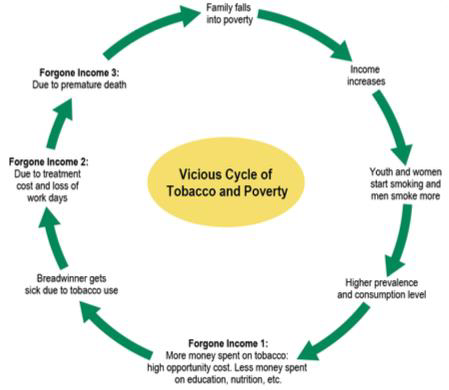 Family falls
into poverty
Income
increases
Youth and women
start smoking and
men smoke more
Higher prevalence
and consumption level
Forgone Income 1:
More money spent on tobacco:
high opportunity cost. Less money spent
on education, nutrition, etc.
Breadwinner gets
sick due to tobacco use
Forgone Income 2:
Due to treatment
cost and loss of
work days
Forgone Income 3:
Due to premature death
Vicious Cycle of
Tobacco and Poverty